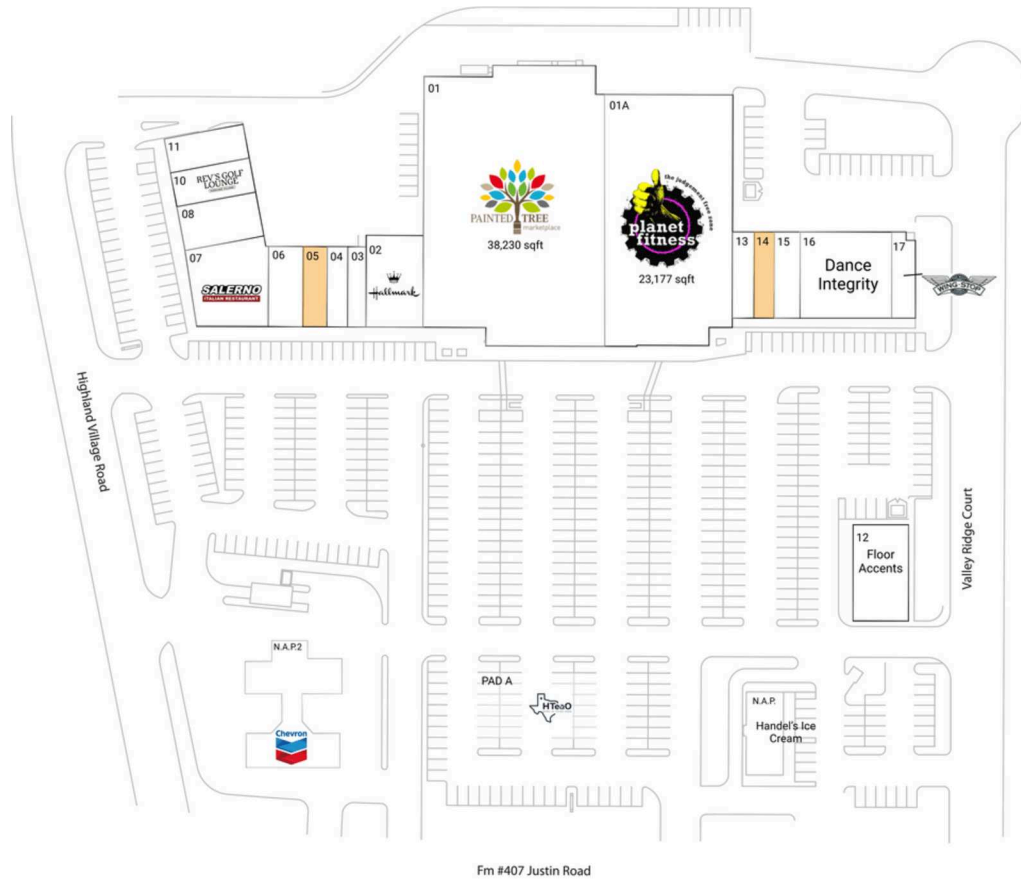 01
01A
11
10
REV'S GOLF
LOUNGE
08
07
SALERNO
ITALIAN RESTAURANT
06
05
04
03
02
Hallmark
PAINTED TREE
marketplace
38,230 sqft
the judgement free zone
planet
fitness
23,177 sqft
13
14
15
16
Dance
Integrity
17
WING·STOP
Highland Village Road
Valley Ridge Court
12
Floor
Accents
N.A.P.2
Chevron
PAD A
HTeaO
N.A.P.
Handel's Ice
Cream
Fm #407 Justin Road